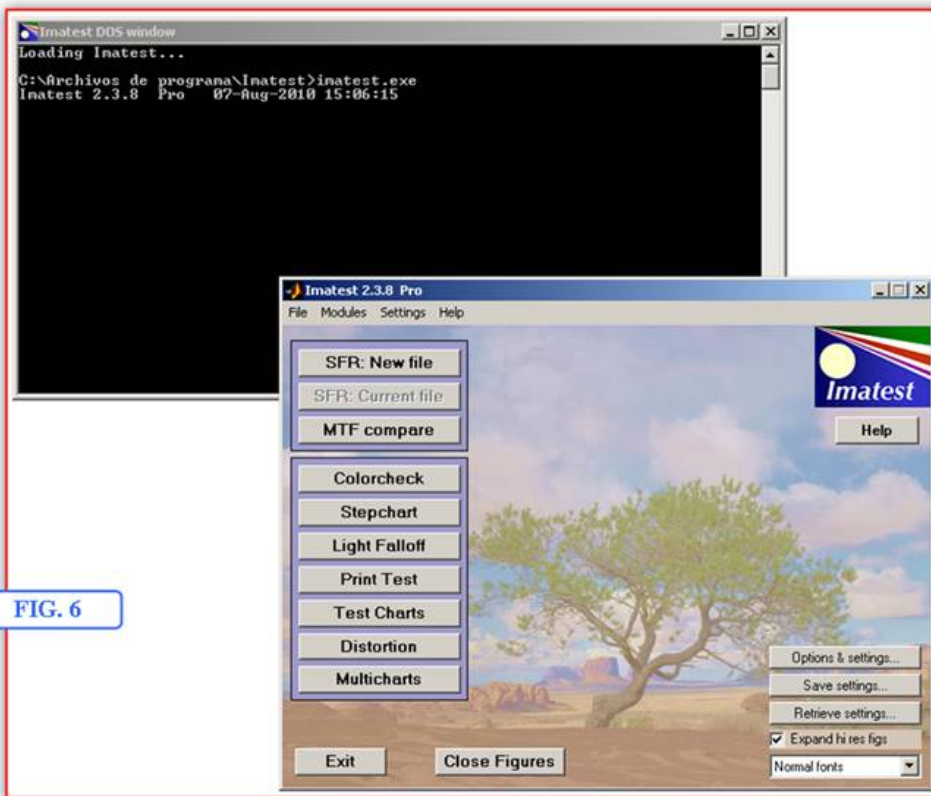 Imatest DOS window
Loading Imatest...
C:\Archivos de programa\Imatest>imatest.exe
Imatest 2.3.8 Pro 07-Aug-2010 15:06:15
Imatest 2.3.8 Pro
File Modules Settings Help
SFR: New file
SFR: Current file
MTF compare
Imatest
Help
Colorcheck
Stepchart
Light Falloff
Print Test
Test Charts
Distortion
Multicharts
FIG. 6
Options & settings...
Save settings...
Retrieve settings...
Expand hi res figs
Normal fonts
Exit
Close Figures